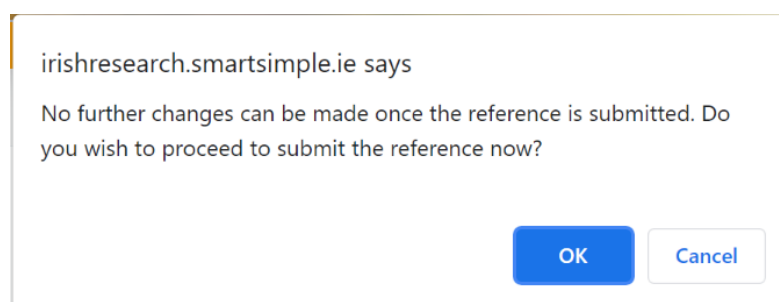 irishresearch.smartsimple.ie says
No further changes can be made once the reference is submitted. Do
you wish to proceed to submit the reference now?
OK
Cancel